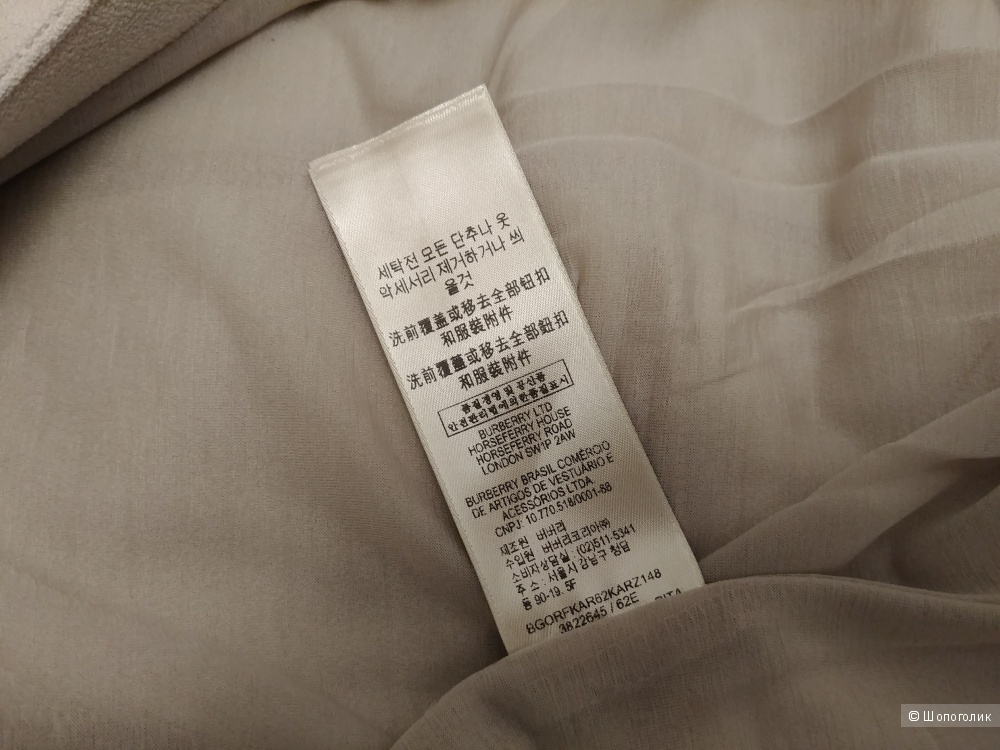 세탁전 모든 단추나 옷
악세서리 제거하거나 씌
울것
洗前覆蓋或移去全部鈕扣
和服裝附件
洗前覆蓋或移去全部鈕扣
和服裝附件
품질경영 및 공산품
안전관리법에의한품질표시
BURBERRY LTD
HORSEFERRY HOUSE
HORSEFERRY ROAD
LONDON SW1P 2AW
BURBERRY BRASIL COMÉRCIO
DE ARTIGOS DE VESTUÁRIO E
ACESSÓRIOS LTDA
CNPJ: 10.770.518/0001-68
제조원 버버리
수입원 버버리코리아㈜
소비자상담실 : (02)511-5341
주소 : 서울시 강남구 청담
동 90-19. 5F
BGORFKAR62KARZ148
3822645 / 62E
© Шопоголик